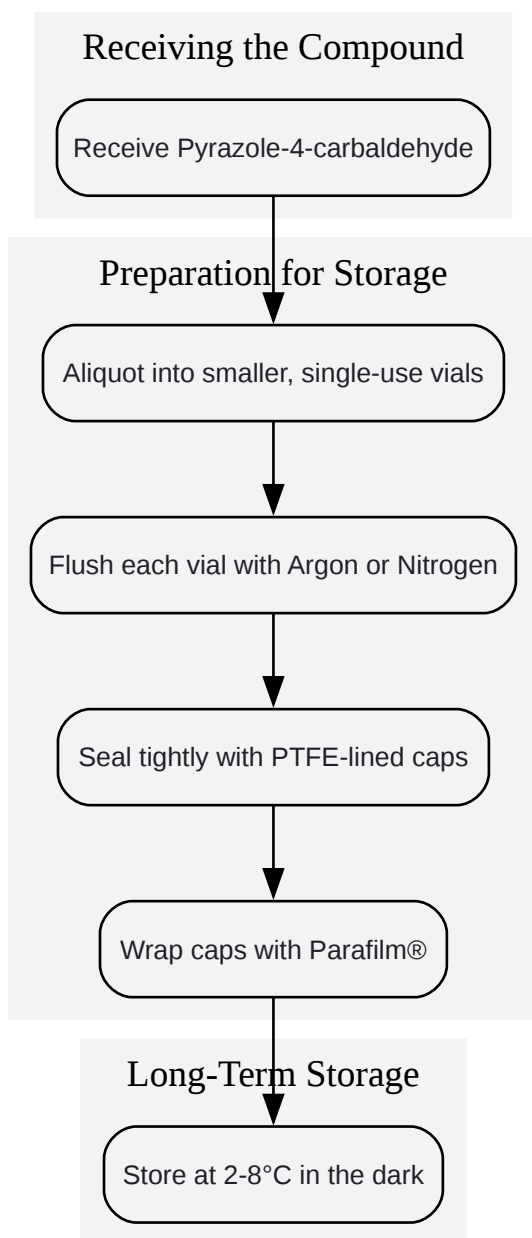 Receiving the Compound
Receive Pyrazole-4-carbaldehyde
Preparation for Storage
Aliquot into smaller, single-use vials
Flush each vial with Argon or Nitrogen
Seal tightly with PTFE-lined caps
Wrap caps with Parafilm®
Long-Term Storage
Store at 2-8°C in the dark